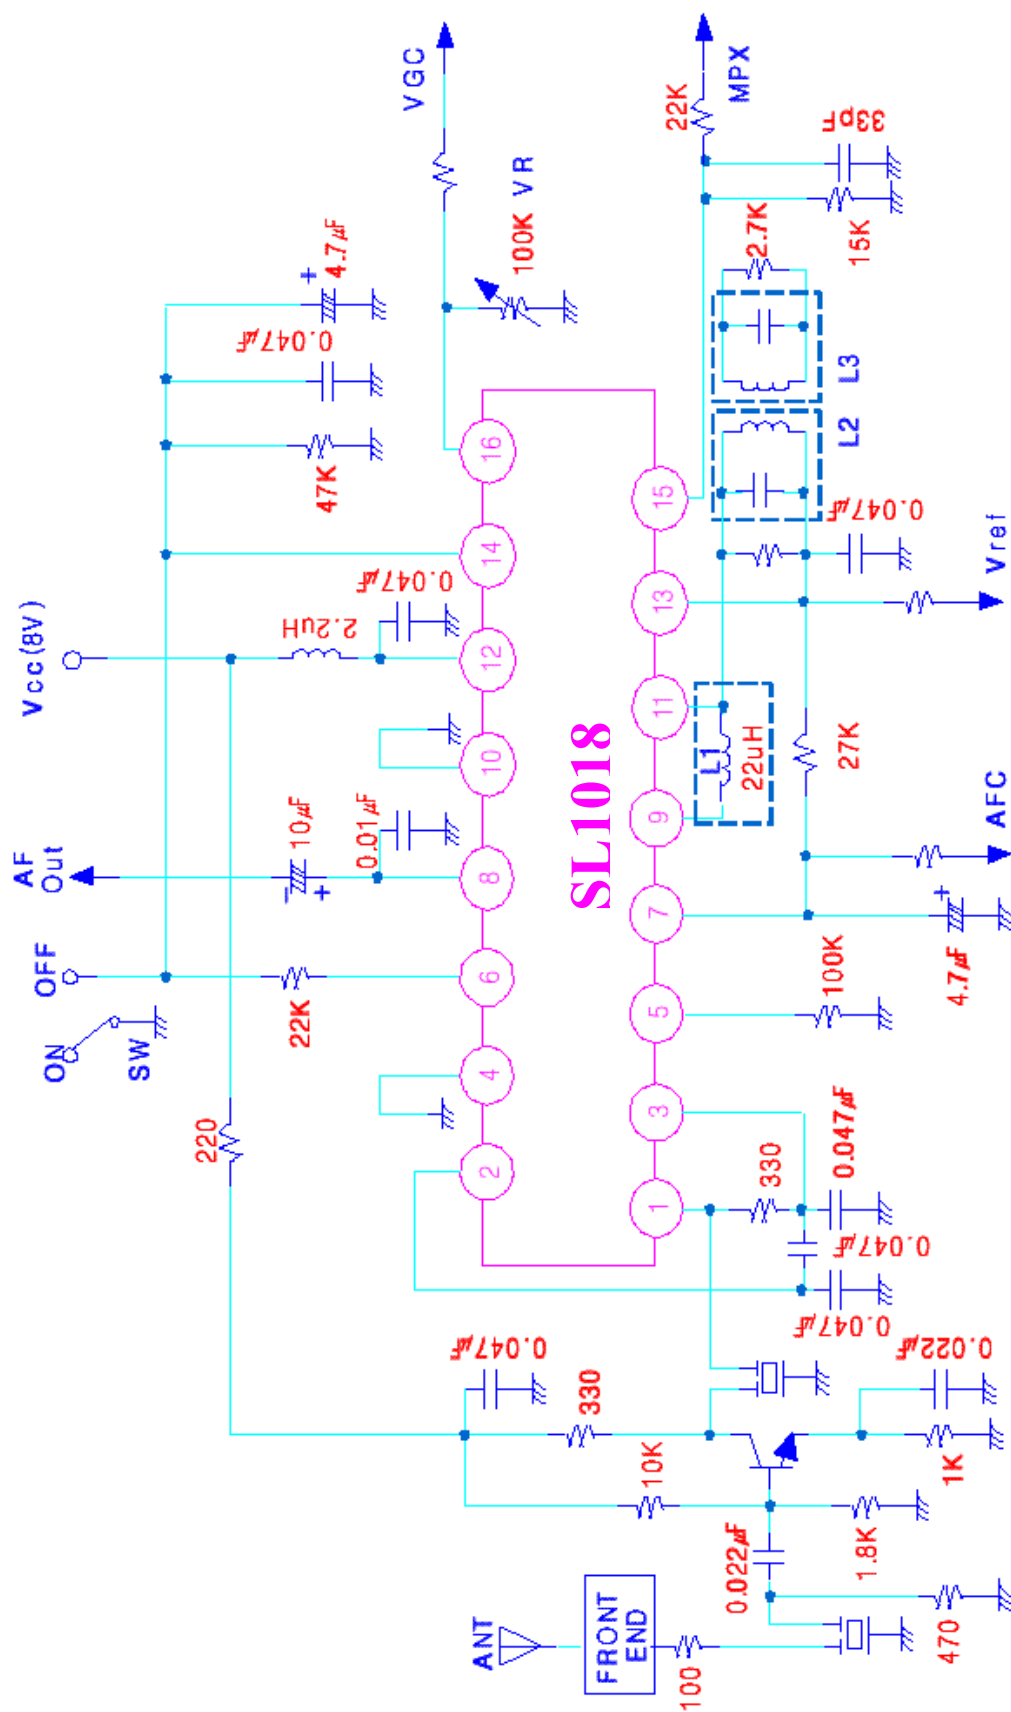 ANT
FRONT
END
100
470
0.022μF
1.8K
10K
330
0.047μF
1K
0.022μF
220
ON
SW
OFF
22K
AF
Out
10μF
0.01μF
Vcc(8V)
2.2uH
0.047μF
47K
0.047μF
4.7μF
VGC
100K VR
SL1018
2
4
6
8
10
12
14
16
1
3
5
7
9
11
13
15
330
0.047μF
0.047μF
0.047μF
100K
4.7μF
AFC
27K
L1
22uH
Vref
0.047μF
L2
L3
2.7K
15K
33pF
22K
MPX
+
+
+
-